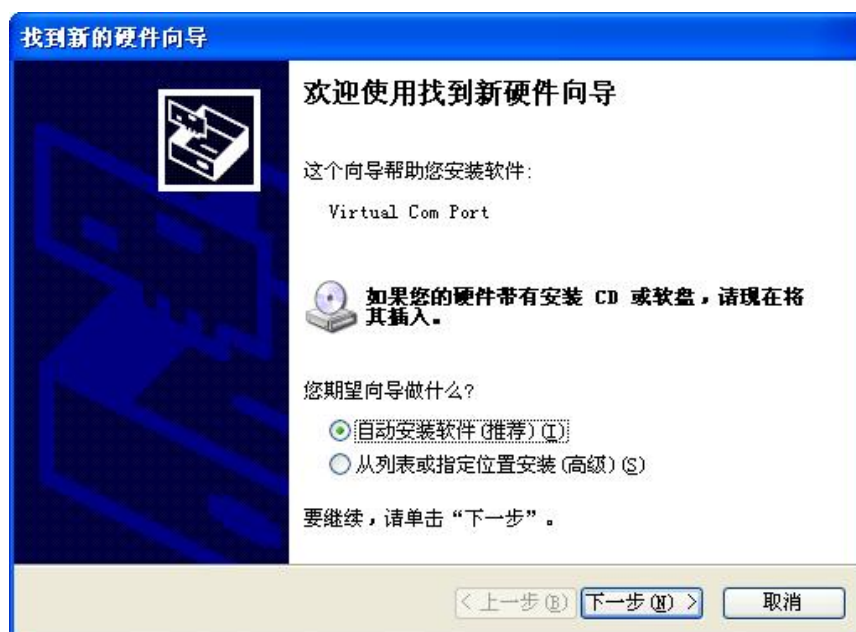 找到新的硬件向导
欢迎使用找到新硬件向导
这个向导帮助您安装软件:
Virtual Com Port
如果您的硬件带有安装 CD 或软盘，请现在将
其插入。
您期望向导做什么?
自动安装软件(推荐)(I)
从列表或指定位置安装(高级)(S)
要继续，请单击“下一步”。
< 上一步(B) 下一步(N) > 取消